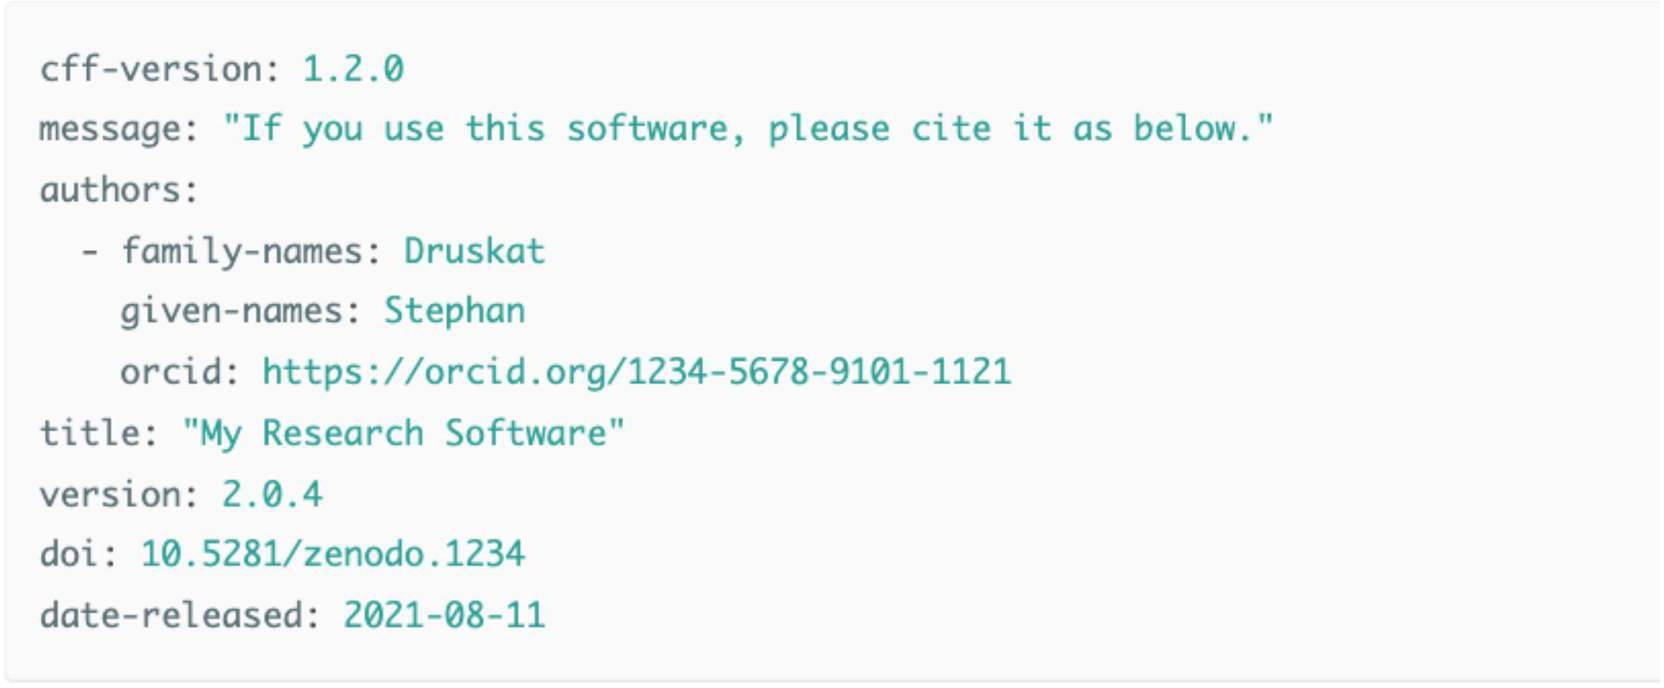 cff-version: 1.2.0
message: "If you use this software, please cite it as below."
authors:
  - family-names: Druskat
    given-names: Stephan
    orcid: https://orcid.org/1234-5678-9101-1121
title: "My Research Software"
version: 2.0.4
doi: 10.5281/zenodo.1234
date-released: 2021-08-11